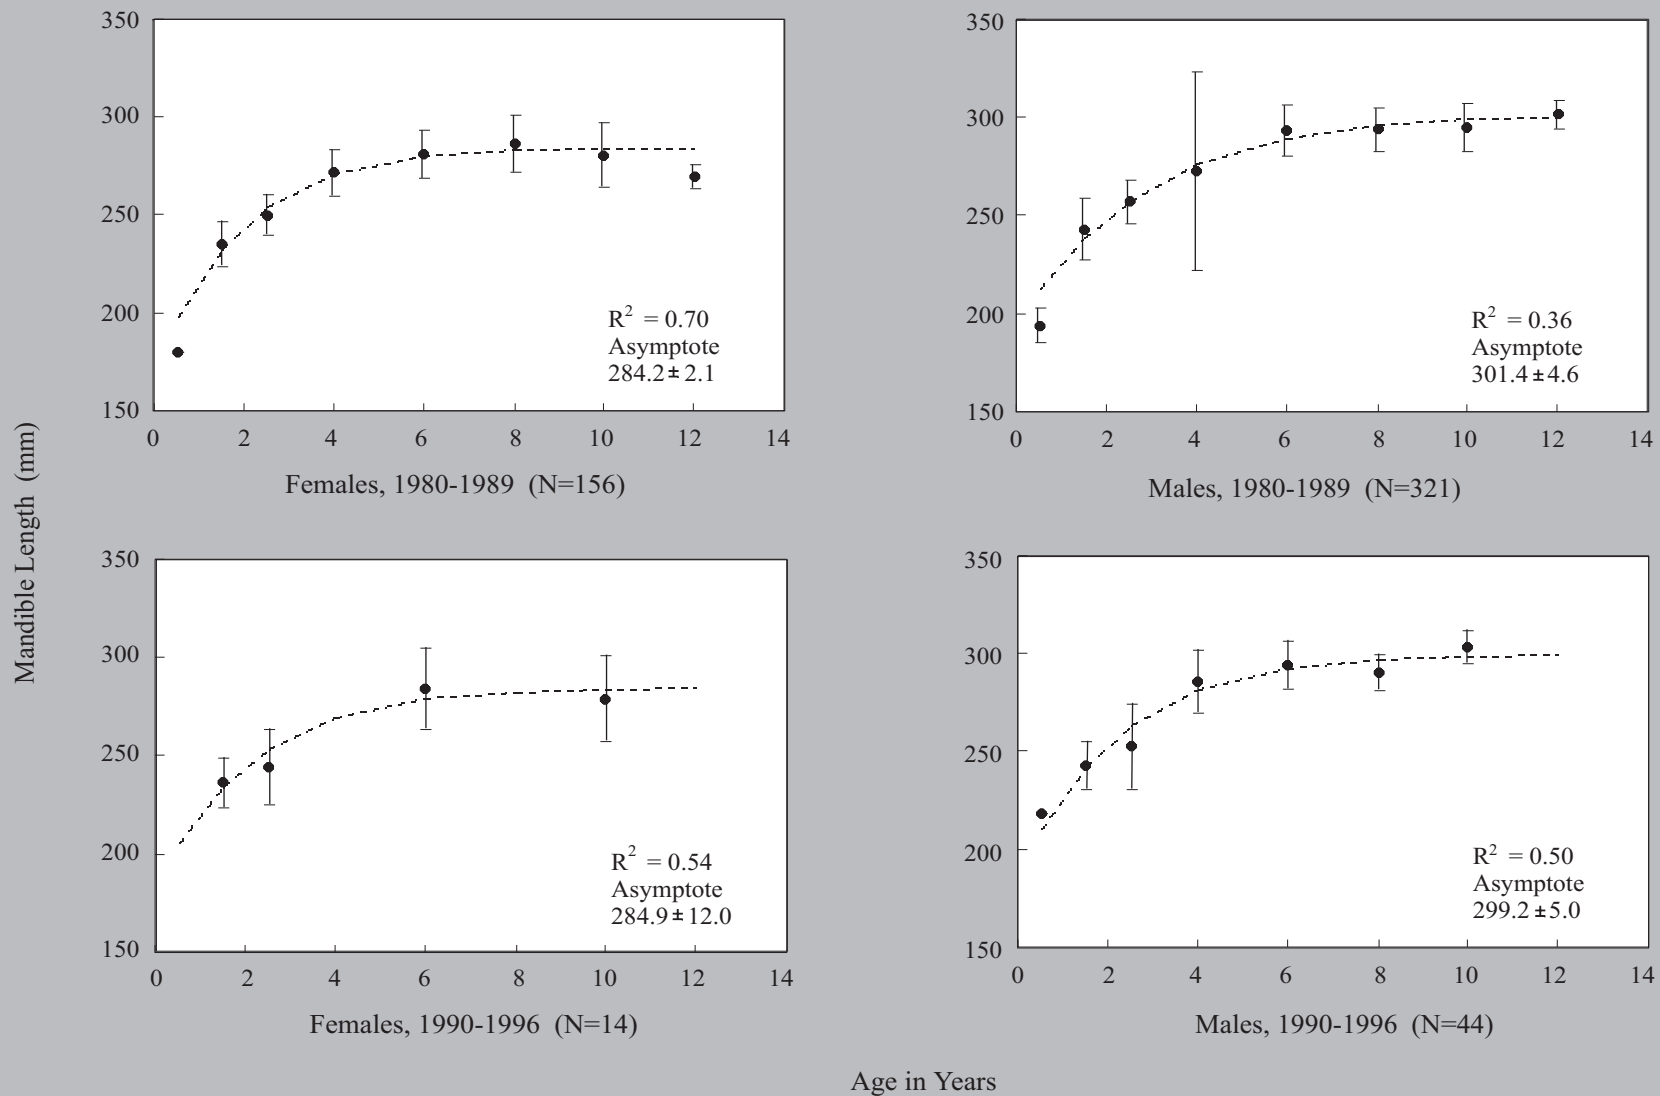 Mandible Length (mm)
350
300
250
200
150
0 2 4 6 8 10 12 14
R² = 0.70
Asymptote
284.2 ± 2.1
Females, 1980-1989 (N=156)
350
300
250
200
150
0 2 4 6 8 10 12 14
R² = 0.36
Asymptote
301.4 ± 4.6
Males, 1980-1989 (N=321)
350
300
250
200
150
0 2 4 6 8 10 12 14
R² = 0.54
Asymptote
284.9 ± 12.0
Females, 1990-1996 (N=14)
350
300
250
200
150
0 2 4 6 8 10 12 14
R² = 0.50
Asymptote
299.2 ± 5.0
Males, 1990-1996 (N=44)
Age in Years